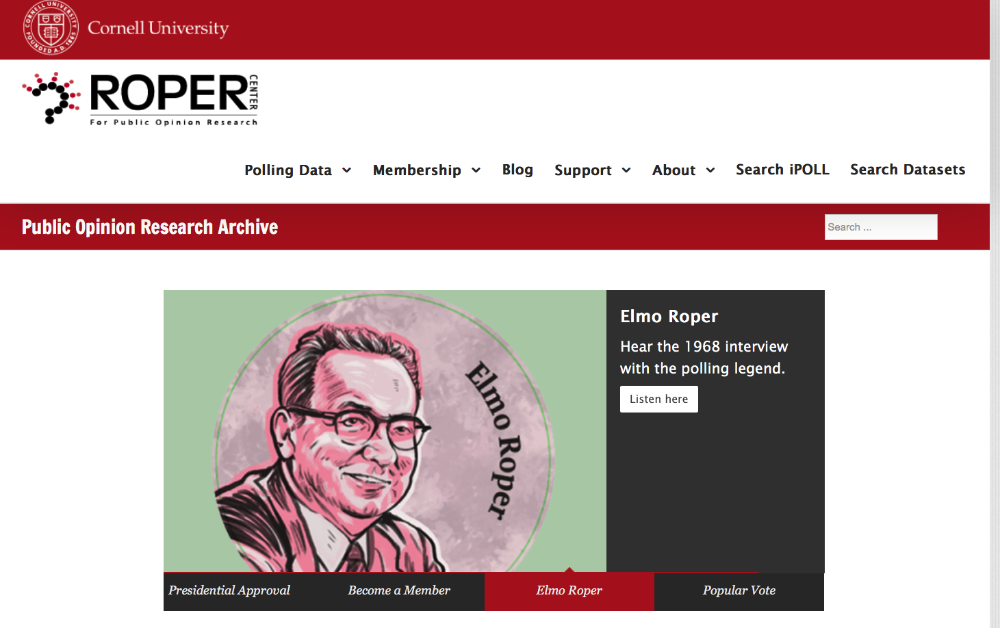 CORNELL UNIVERSITY
FOUNDED A.D. 1865
Cornell University
ROPER CENTER
For Public Opinion Research
Polling Data Membership Blog Support About Search iPOLL Search Datasets
Public Opinion Research Archive
Search ...
Elmo Roper
Elmo Roper
Hear the 1968 interview
with the polling legend.
Listen here
Presidential Approval Become a Member Elmo Roper Popular Vote